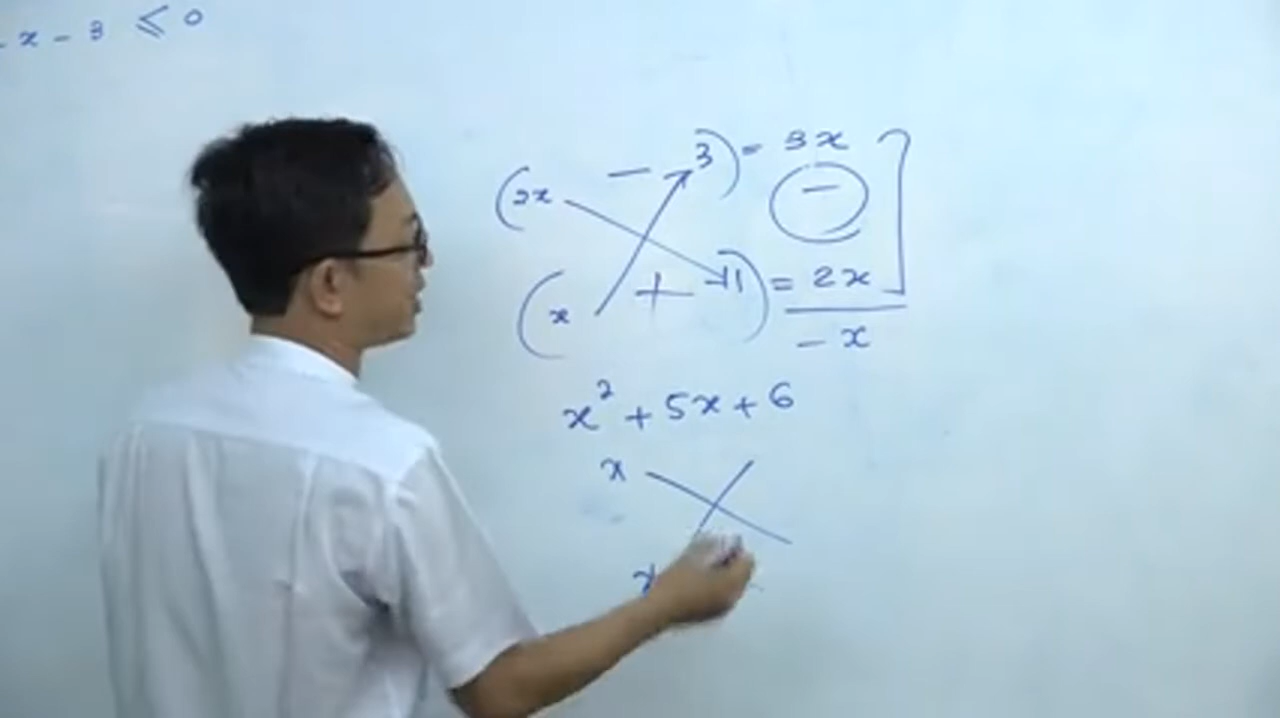 - x - 3 ⩽ 0
(2x - 3) = 3x
-
(x + 1) = 2x
- x
x² + 5x + 6
x
x